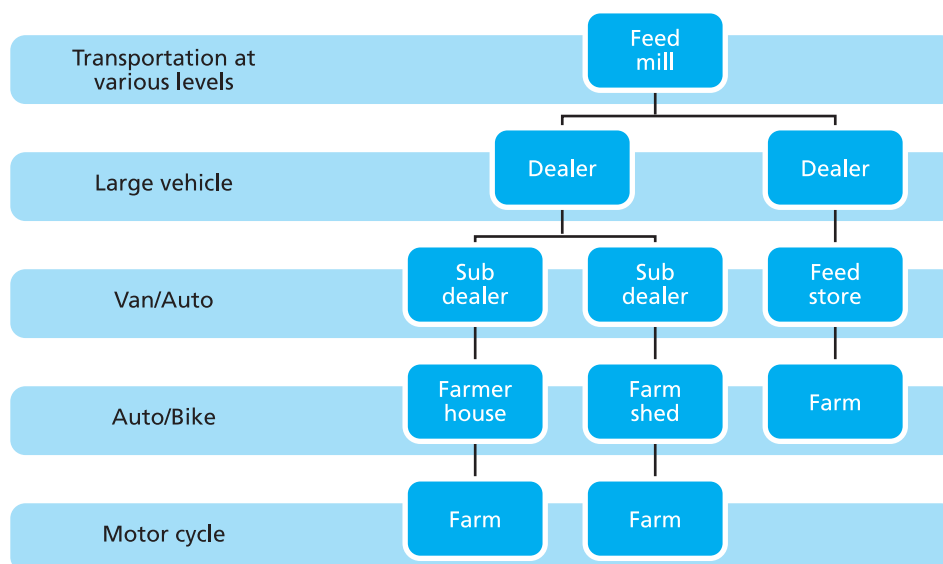 Transportation at
various levels
Feed
mill
Large vehicle
Dealer
Dealer
Van/Auto
Sub
dealer
Sub
dealer
Feed
store
Auto/Bike
Farmer
house
Farm
shed
Farm
Motor cycle
Farm
Farm